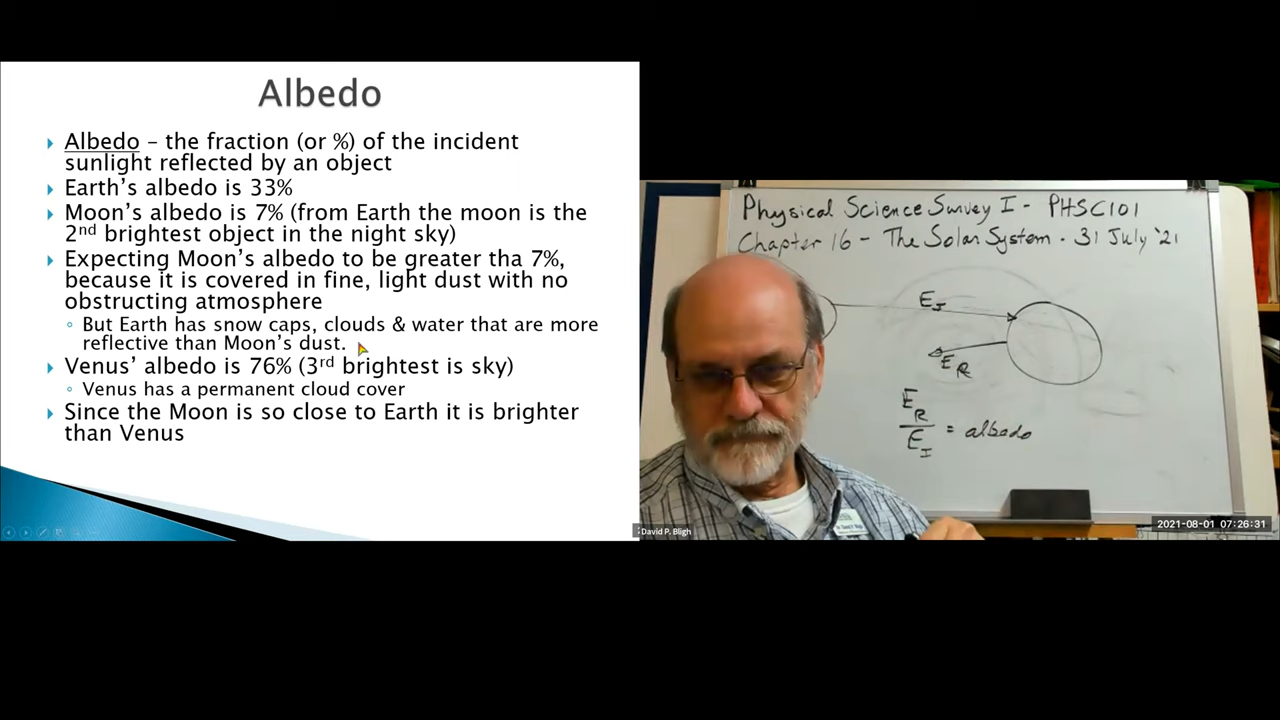 Albedo
Albedo – the fraction (or %) of the incident
sunlight reflected by an object
Earth's albedo is 33%
Moon's albedo is 7% (from Earth the moon is the
2nd brightest object in the night sky)
Expecting Moon's albedo to be greater tha 7%,
because it is covered in fine, light dust with no
obstructing atmosphere
But Earth has snow caps, clouds & water that are more
reflective than Moon's dust.
Venus' albedo is 76% (3rd brightest is sky)
Venus has a permanent cloud cover
Since the Moon is so close to Earth it is brighter
than Venus
Physical Science Survey I - PHSC101
Chapter 16 - The Solar System - 31 July '21
E_I
E_R
E_R
E_I
= albedo
David P. Bligh
2021-08-01 07:26:31